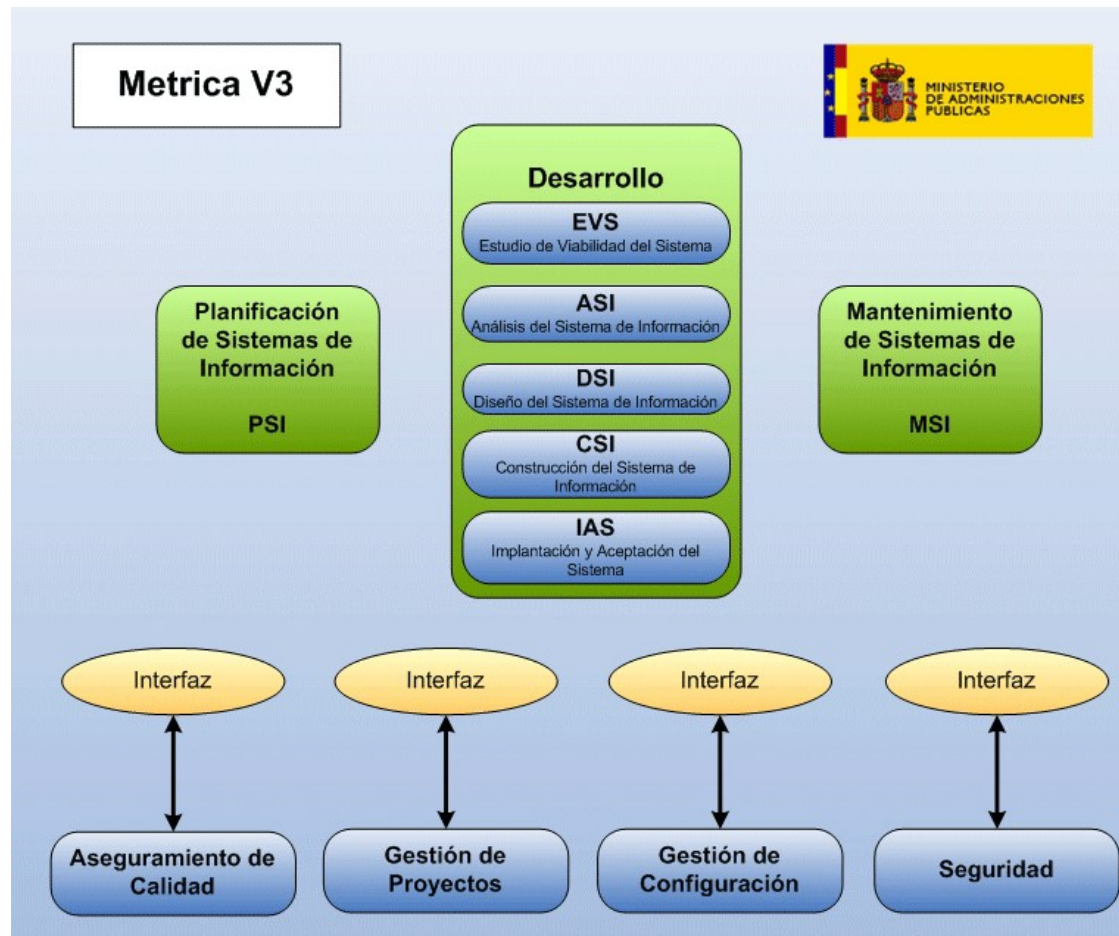 Metrica V3
MINISTERIO
DE ADMINISTRACIONES
PÚBLICAS
Desarrollo
EVS
Estudio de Viabilidad del Sistema
ASI
Análisis del Sistema de Información
DSI
Diseño del Sistema de Información
CSI
Construcción del Sistema de
Información
IAS
Implantación y Aceptación del
Sistema
Planificación
de Sistemas de
Información
PSI
Mantenimiento
de Sistemas de
Información
MSI
Interfaz
Interfaz
Interfaz
Interfaz
Aseguramiento de
Calidad
Gestión de
Proyectos
Gestión de
Configuración
Seguridad